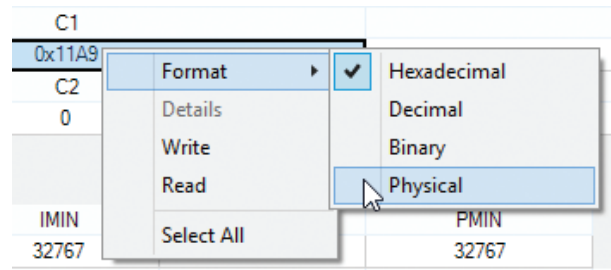 C1
0x11A9
C2
0
Format
Details
Write
Read
Select All
Hexadecimal
Decimal
Binary
Physical
IMIN
PMIN
32767
32767